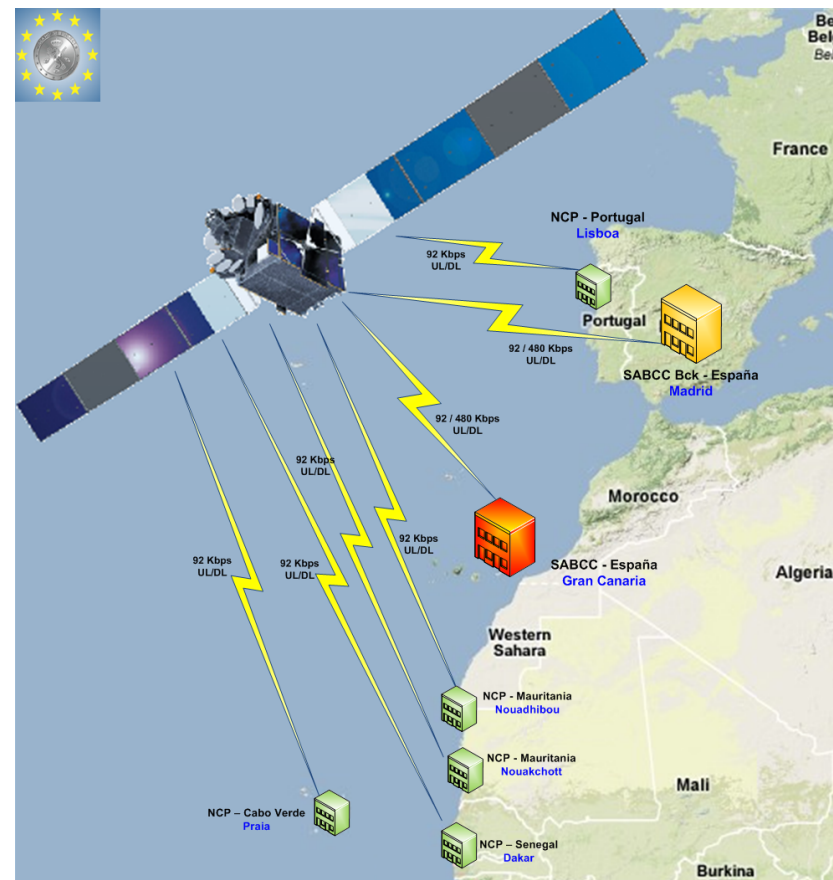 Be
Bel
Bel
France
NCP - Portugal
Lisboa
92 Kbps
UL/DL
Portugal
92 / 480 Kbps
UL/DL
SABCC Bck - España
Madrid
92 / 480 Kbps
UL/DL
92 Kbps
UL/DL
Morocco
92 Kbps
UL/DL
92 Kbps
UL/DL
92 Kbps
UL/DL
SABCC - España
Gran Canaria
Algeria
Western
Sahara
NCP - Mauritania
Nouadhibou
NCP - Mauritania
Nouakchott
Mali
NCP – Cabo Verde
Praia
NCP – Senegal
Dakar
Burkina